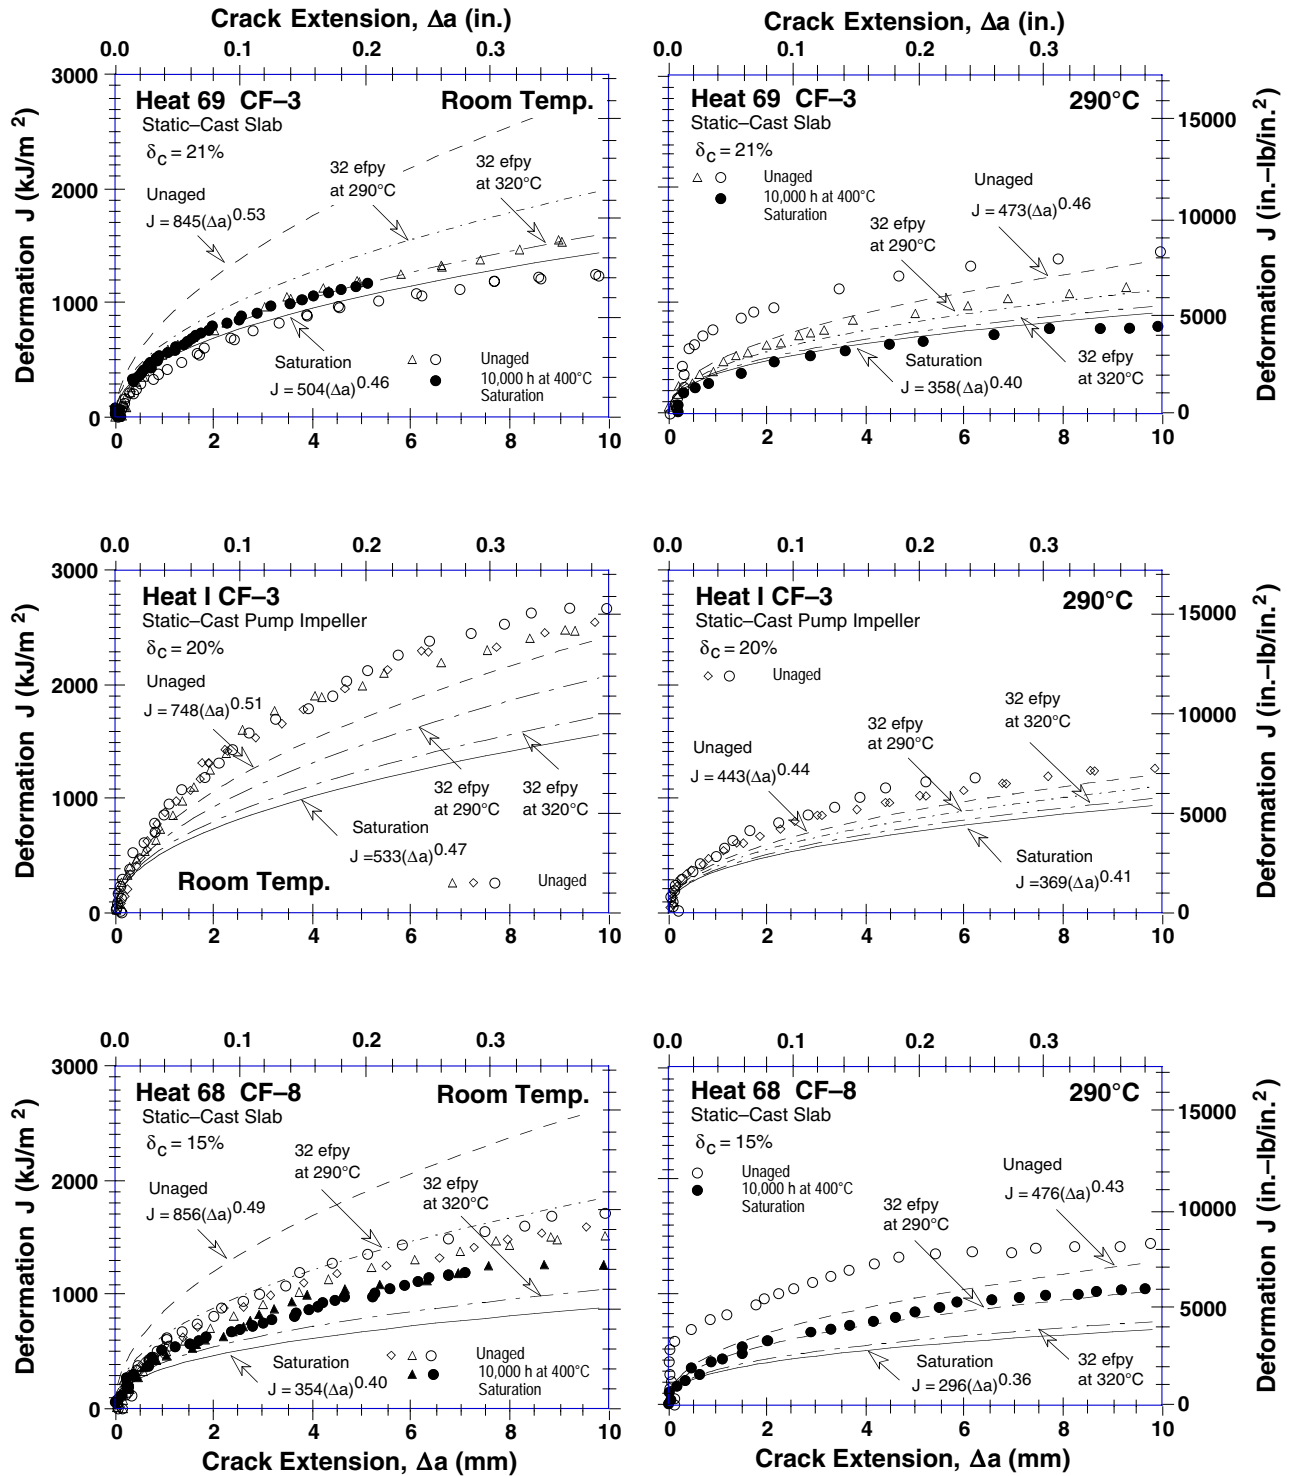 Crack Extension, Δa (in.)
0.0 0.1 0.2 0.3
3000
2000
1000
0
Deformation J (kJ/m 2)
Heat 69 CF–3 Room Temp.
Static–Cast Slab
δC = 21%
Unaged
J = 845(Δa)0.53
32 efpy
at 290°C
32 efpy
at 320°C
Saturation
J = 504(Δa)0.46
Unaged
10,000 h at 400°C
Saturation
0 2 4 6 8 10
Crack Extension, Δa (in.)
0.0 0.1 0.2 0.3
Heat 69 CF–3 290°C
Static–Cast Slab
δC = 21%
Unaged
10,000 h at 400°C
Saturation
Unaged
J = 473(Δa)0.46
32 efpy
at 290°C
Saturation
J = 358(Δa)0.40
32 efpy
at 320°C
15000
10000
5000
0
Deformation J (in.–lb/in.2)
0 2 4 6 8 10
0.0 0.1 0.2 0.3
3000
2000
1000
0
Deformation J (kJ/m 2)
Heat I CF–3
Static–Cast Pump Impeller
δC = 20%
Unaged
J = 748(Δa)0.51
32 efpy
at 290°C
32 efpy
at 320°C
Saturation
J =533(Δa)0.47
Room Temp.
Unaged
0 2 4 6 8 10
0.0 0.1 0.2 0.3
Heat I CF–3 290°C
Static–Cast Pump Impeller
δC = 20%
Unaged
32 efpy
at 320°C
32 efpy
at 290°C
Unaged
J = 443(Δa)0.44
Saturation
J =369(Δa)0.41
15000
10000
5000
0
Deformation J (in.–lb/in.2)
0 2 4 6 8 10
0.0 0.1 0.2 0.3
3000
2000
1000
0
Deformation J (kJ/m 2)
Heat 68 CF–8 Room Temp.
Static–Cast Slab
δC = 15%
32 efpy
at 290°C
Unaged
J = 856(Δa)0.49
32 efpy
at 320°C
Saturation
J = 354(Δa)0.40
Unaged
10,000 h at 400°C
Saturation
0 2 4 6 8 10
Crack Extension, Δa (mm)
0.0 0.1 0.2 0.3
Heat 68 CF–8 290°C
Static–Cast Slab
δC = 15%
Unaged
10,000 h at 400°C
Saturation
Unaged
J = 476(Δa)0.43
32 efpy
at 290°C
Saturation
J = 296(Δa)0.36
32 efpy
at 320°C
15000
10000
5000
0
Deformation J (in.–lb/in.2)
0 2 4 6 8 10
Crack Extension, Δa (mm)